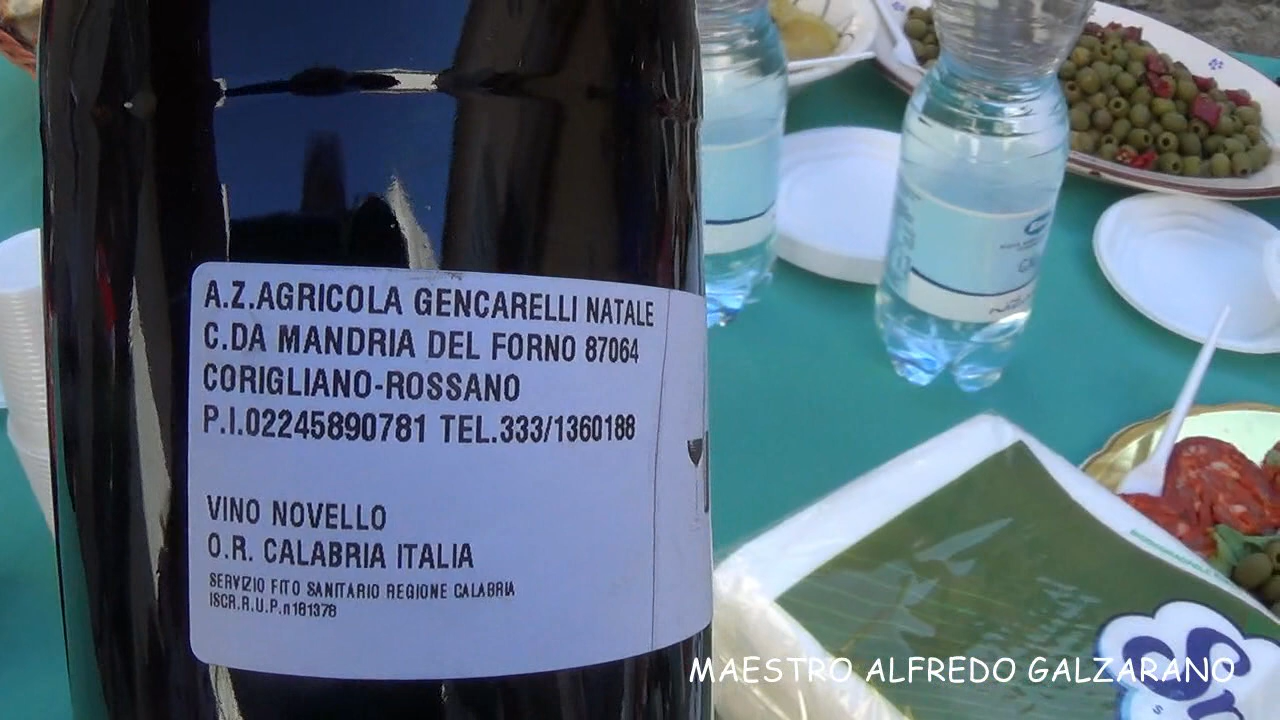 A.Z.AGRICOLA GENCARELLI NATALE
C.DA MANDRIA DEL FORNO 87064
CORIGLIANO-ROSSANO
P.I.02245890781 TEL.333/1360188
VINO NOVELLO
O.R. CALABRIA ITALIA
SERVIZIO FITO SANITARIO REGIONE CALABRIA
ISCR.R.U.P.n181378
MAESTRO ALFREDO GALZARANO